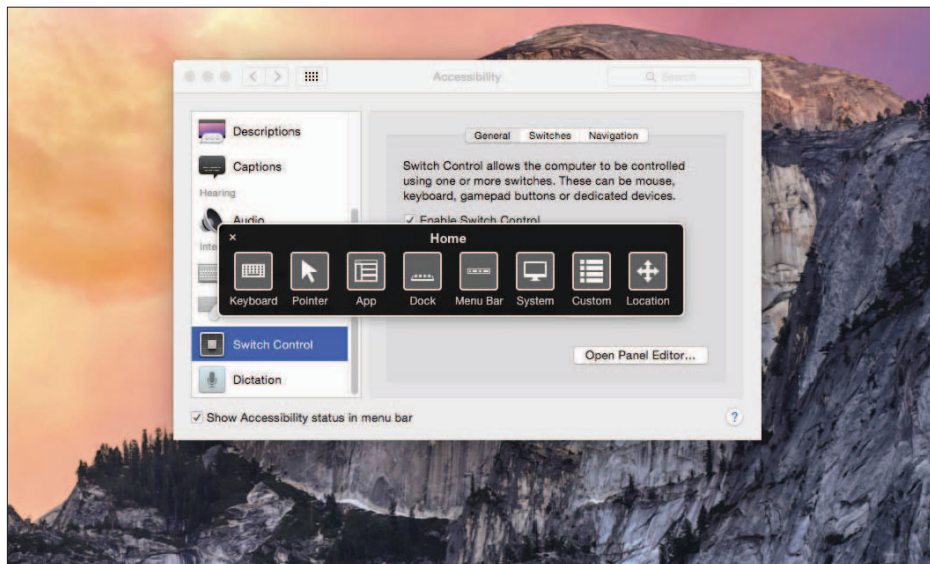 Accessibility
Search
Descriptions
Captions
Hearing
Audio
Switch Control
Dictation
General Switches Navigation
Switch Control allows the computer to be controlled
using one or more switches. These can be mouse,
keyboard, gamepad buttons or dedicated devices.
Enable Switch Control
Home
Keyboard Pointer App Dock Menu Bar System Custom Location
Open Panel Editor...
Show Accessibility status in menu bar
?